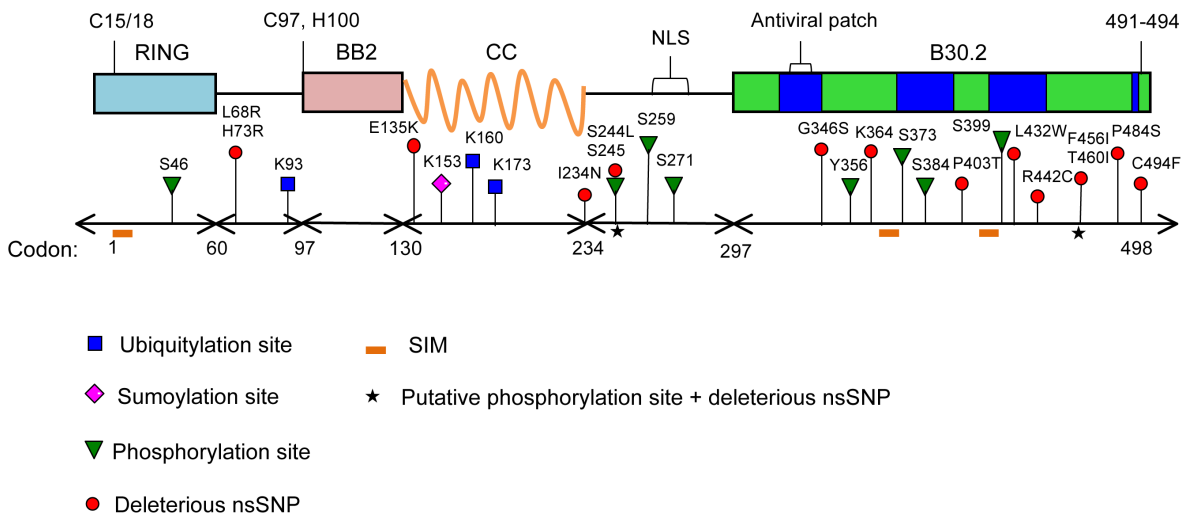 C15/18
C97, H100
Antiviral patch
491-494
RING
BB2
CC
NLS
B30.2
L68R
H73R
S46
K93
E135K
K160
K153
K173
I234N
S244L
S245
S259
S271
G346S
Y356
K364
S373
S384
S399
P403T
L432W
R442C
F456I
T460I
P484S
C494F
Codon:
1
60
97
130
234
297
498
Ubiquitylation site
SIM
Sumoylation site
Putative phosphorylation site + deleterious nsSNP
Phosphorylation site
Deleterious nsSNP